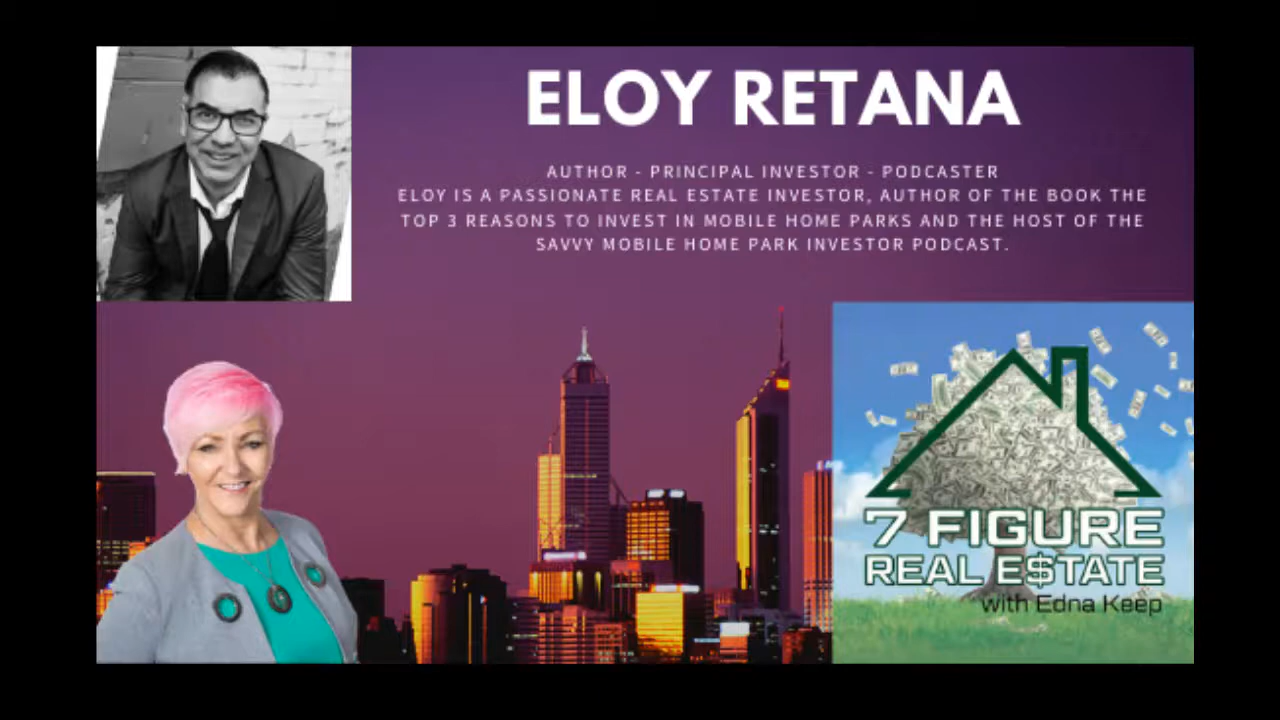 ELOY RETANA
AUTHOR - PRINCIPAL INVESTOR - PODCASTER
ELOY IS A PASSIONATE REAL ESTATE INVESTOR, AUTHOR OF THE BOOK THE
TOP 3 REASONS TO INVEST IN MOBILE HOME PARKS AND THE HOST OF THE
SAVVY MOBILE HOME PARK INVESTOR PODCAST.
7 FIGURE
REAL E$TATE
with Edna Keep